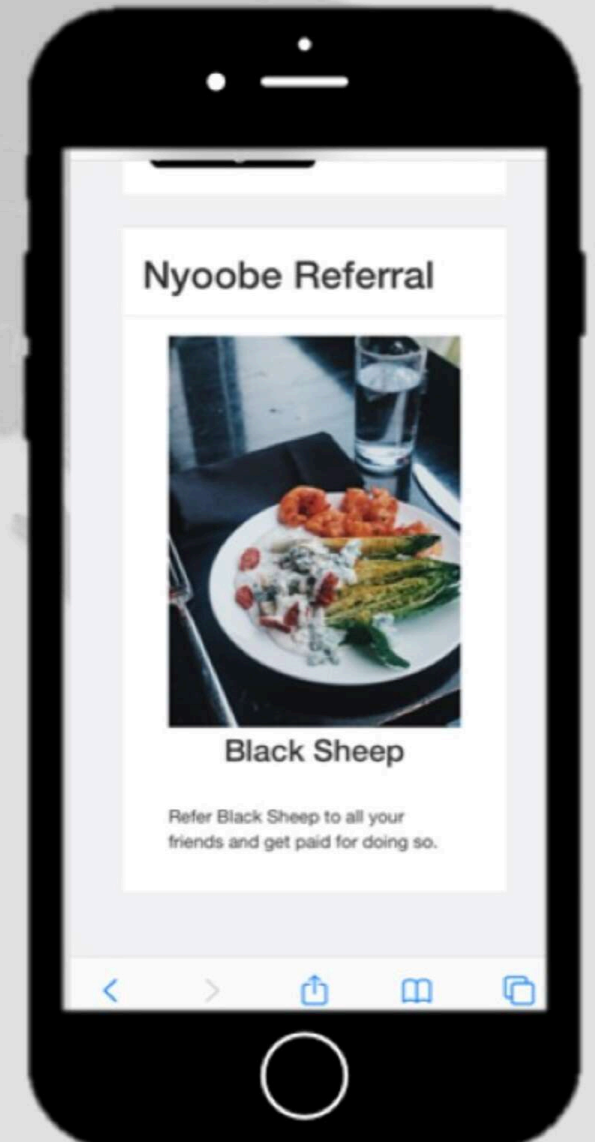 Nyoobe Referral
Black Sheep
Refer Black Sheep to all your
friends and get paid for doing so.